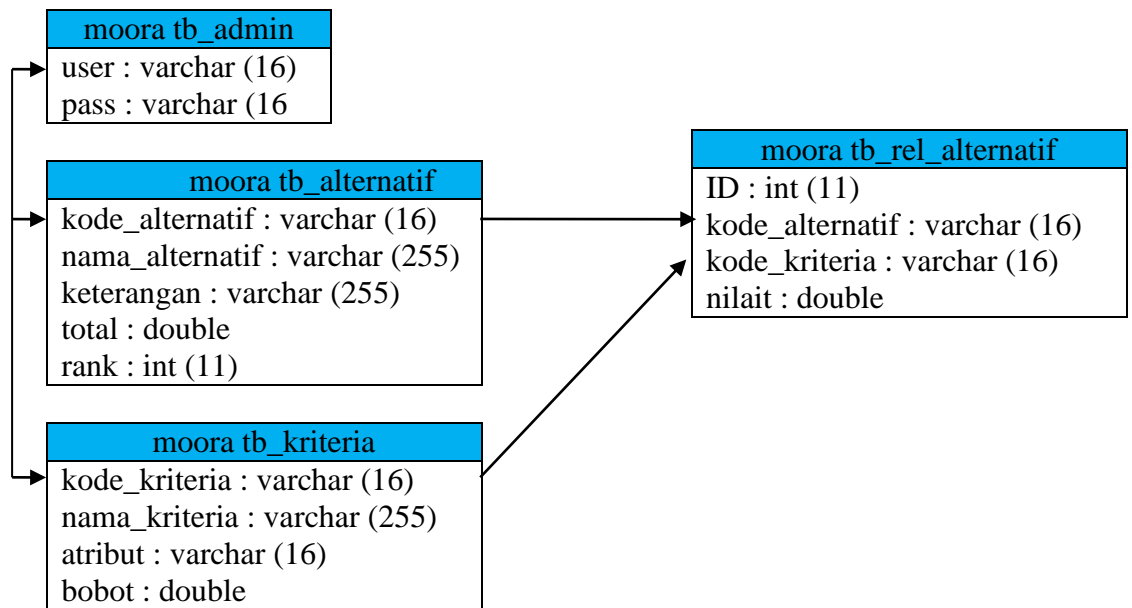 moora tb_admin
user : varchar (16)
pass : varchar (16
moora tb_alternatif
kode_alternatif : varchar (16)
nama_alternatif : varchar (255)
keterangan : varchar (255)
total : double
rank : int (11)
moora tb_kriteria
kode_kriteria : varchar (16)
nama_kriteria : varchar (255)
atribut : varchar (16)
bobot : double
moora tb_rel_alternatif
ID : int (11)
kode_alternatif : varchar (16)
kode_kriteria : varchar (16)
nilait : double